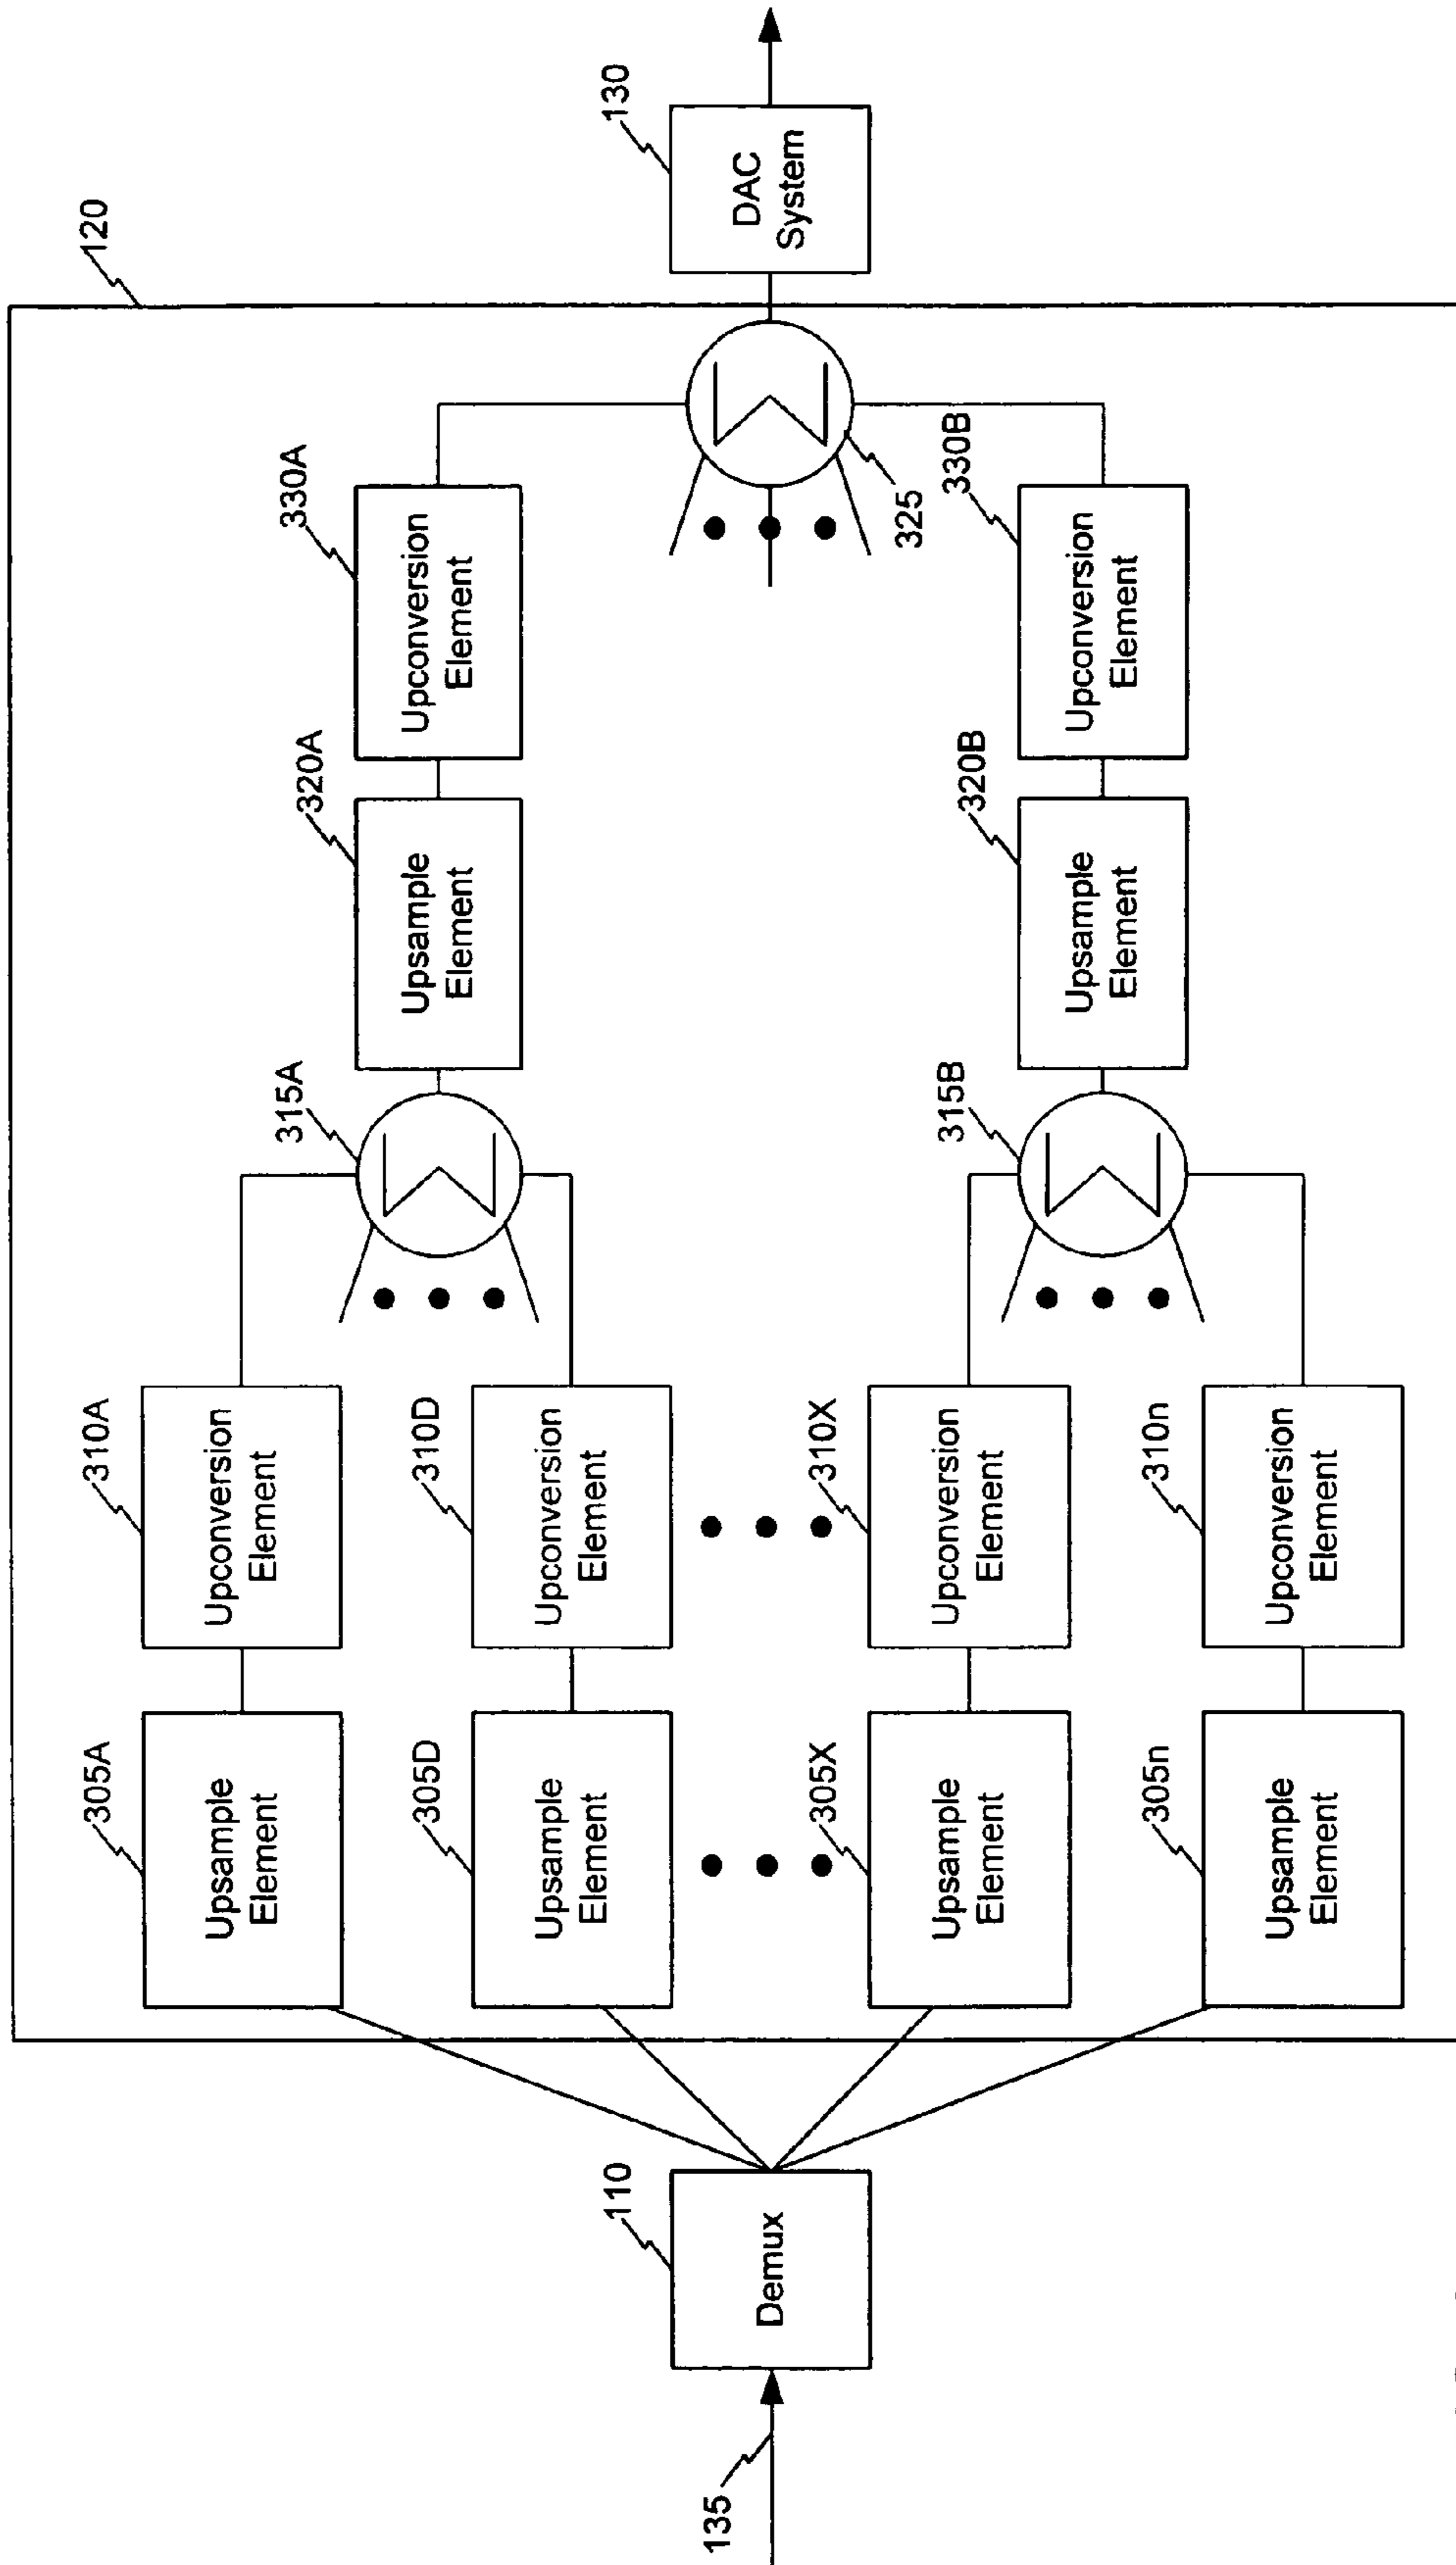 120
130
DAC
System
330A
Upconversion
Element
320A
Upsample
Element
315A
310A
Upconversion
Element
305A
Upsample
Element
310D
Upconversion
Element
305D
Upsample
Element
325
330B
Upconversion
Element
320B
Upsample
Element
315B
310X
Upconversion
Element
305X
Upsample
Element
310n
Upconversion
Element
305n
Upsample
Element
110
Demux
135
Σ
Σ
Σ